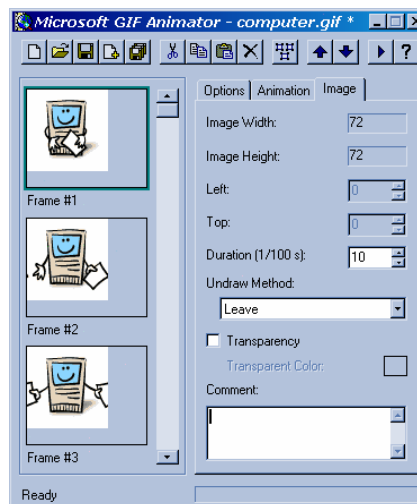 Microsoft GIF Animator - computer.gif *
?
Options Animation Image
Image Width: 72
Image Height: 72
Left: 0
Top: 0
Duration (1/100 s): 10
Undraw Method:
Leave
Transparency
Transparent Color:
Comment:
Frame #1
Frame #2
Frame #3
Ready